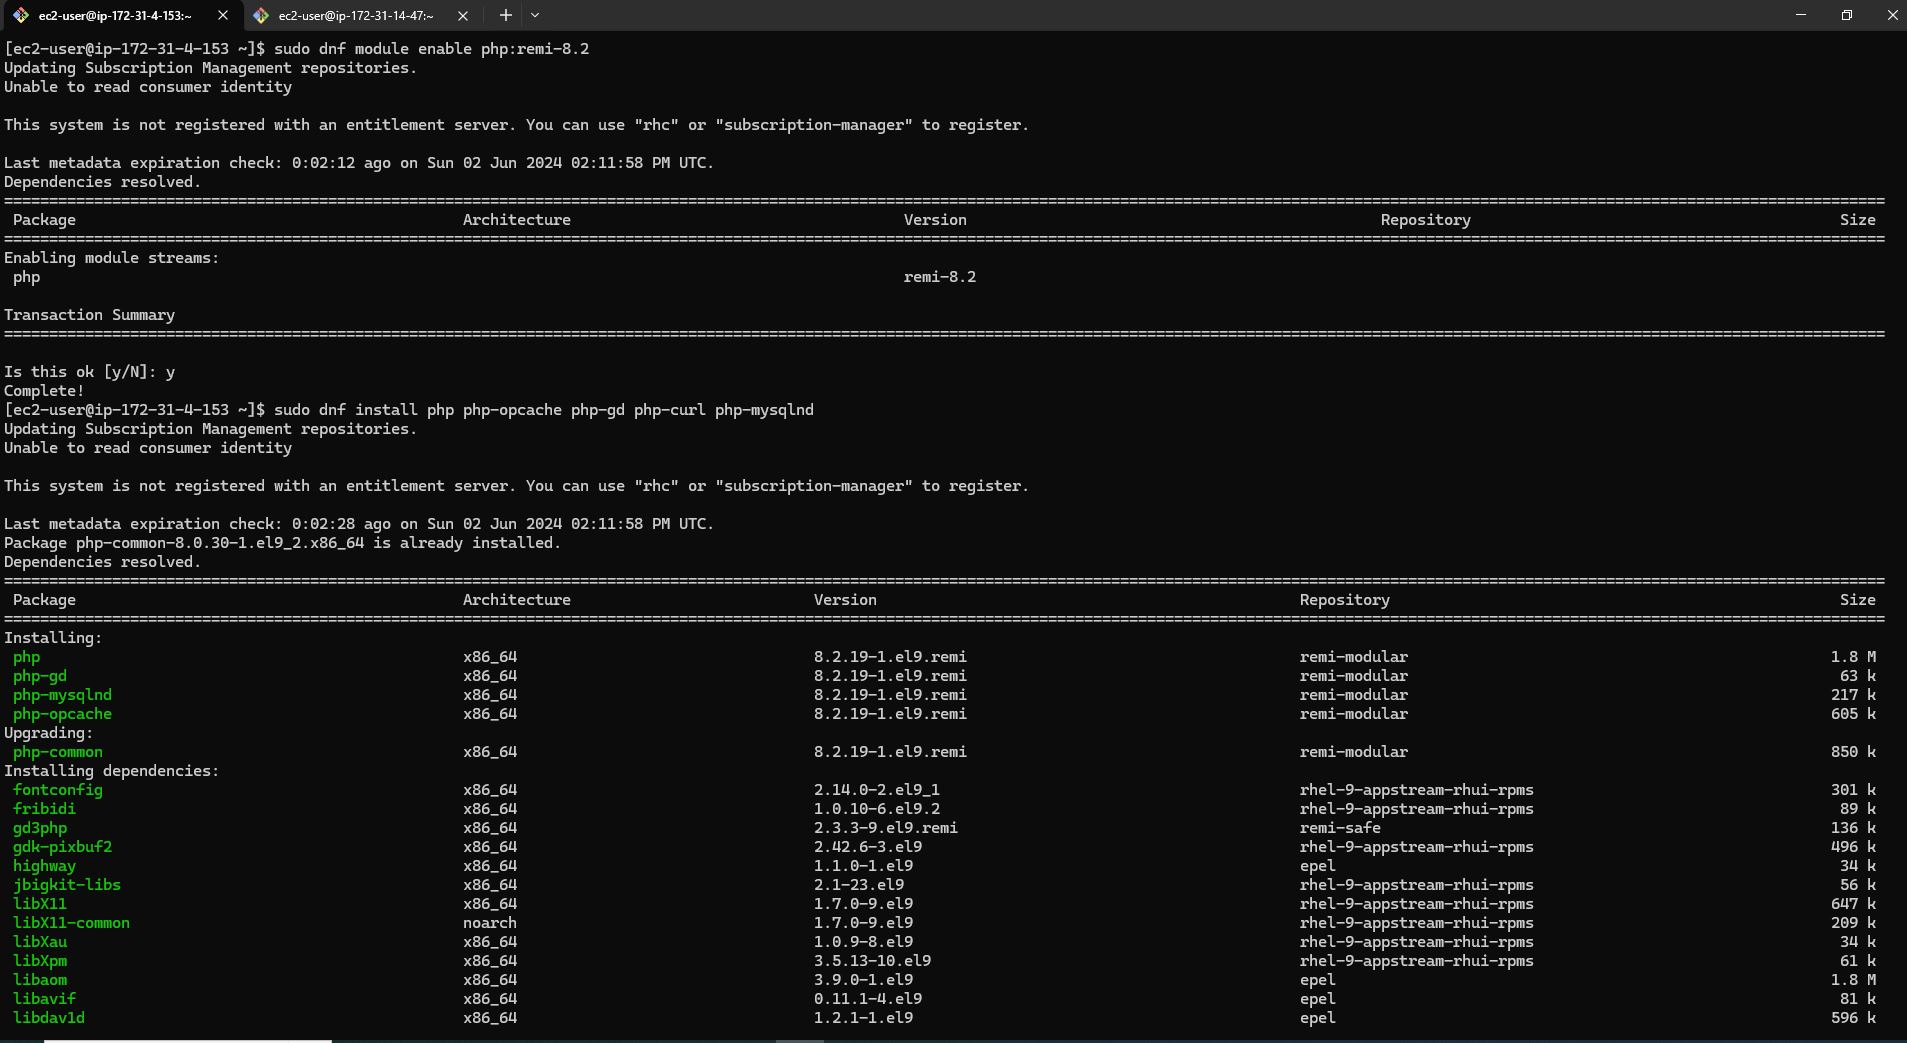 ec2-user@ip-172-31-4-153:~
ec2-user@ip-172-31-14-47:~
[ec2-user@ip-172-31-4-153 ~]$ sudo dnf module enable php:remi-8.2
Updating Subscription Management repositories.
Unable to read consumer identity
This system is not registered with an entitlement server. You can use "rhc" or "subscription-manager" to register.
Last metadata expiration check: 0:02:12 ago on Sun 02 Jun 2024 02:11:58 PM UTC.
Dependencies resolved.
Package Architecture Version Repository Size
Enabling module streams:
php remi-8.2
Transaction Summary
Is this ok [y/N]: y
Complete!
[ec2-user@ip-172-31-4-153 ~]$ sudo dnf install php php-opcache php-gd php-curl php-mysqlnd
Updating Subscription Management repositories.
Unable to read consumer identity
This system is not registered with an entitlement server. You can use "rhc" or "subscription-manager" to register.
Last metadata expiration check: 0:02:28 ago on Sun 02 Jun 2024 02:11:58 PM UTC.
Package php-common-8.0.30-1.el9_2.x86_64 is already installed.
Dependencies resolved.
Package Architecture Version Repository Size
Installing:
php x86_64 8.2.19-1.el9.remi remi-modular 1.8 M
php-gd x86_64 8.2.19-1.el9.remi remi-modular 63 k
php-mysqlnd x86_64 8.2.19-1.el9.remi remi-modular 217 k
php-opcache x86_64 8.2.19-1.el9.remi remi-modular 605 k
Upgrading:
php-common x86_64 8.2.19-1.el9.remi remi-modular 850 k
Installing dependencies:
fontconfig x86_64 2.14.0-2.el9_1 rhel-9-appstream-rhui-rpms 301 k
fribidi x86_64 1.0.10-6.el9.2 rhel-9-appstream-rhui-rpms 89 k
gd3php x86_64 2.3.3-9.el9.remi remi-safe 136 k
gdk-pixbuf2 x86_64 2.42.6-3.el9 rhel-9-appstream-rhui-rpms 496 k
highway x86_64 1.1.0-1.el9 epel 34 k
jbigkit-libs x86_64 2.1-23.el9 rhel-9-appstream-rhui-rpms 56 k
libX11 x86_64 1.7.0-9.el9 rhel-9-appstream-rhui-rpms 647 k
libX11-common noarch 1.7.0-9.el9 rhel-9-appstream-rhui-rpms 209 k
libXau x86_64 1.0.9-8.el9 rhel-9-appstream-rhui-rpms 34 k
libXpm x86_64 3.5.13-10.el9 rhel-9-appstream-rhui-rpms 61 k
libaom x86_64 3.9.0-1.el9 epel 1.8 M
libavif x86_64 0.11.1-4.el9 epel 81 k
libdav1d x86_64 1.2.1-1.el9 epel 596 k